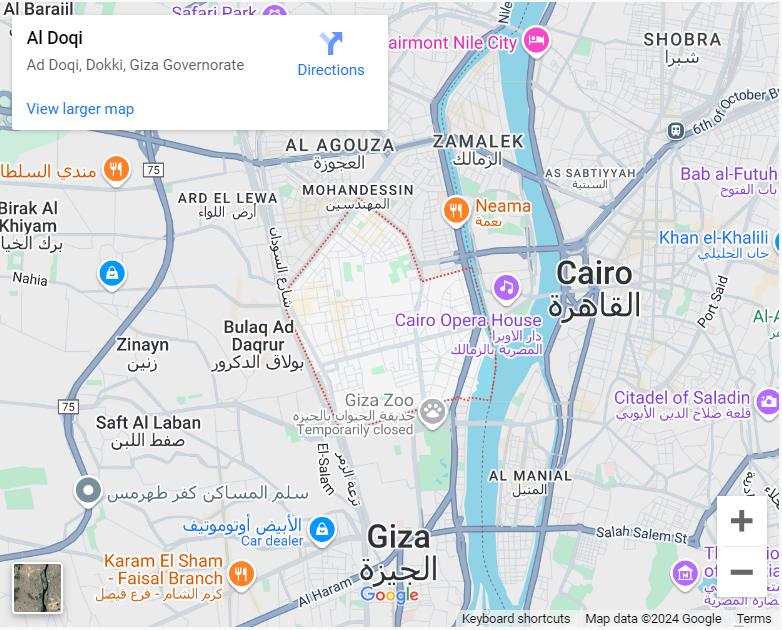 Al Barajil
Safari Park
Nile
Al Doqi
Ad Doqi, Dokki, Giza Governorate
Directions
View larger map
airmont Nile City
SHOBRA
شبرا
6th of October B
AL AGOUZA
العجوزة
ZAMALEK
الزمالك
مندي السلطا
75
AS SABTIYYAH
السبتية
Bab al-Futuh
باب الفتوح
MOHANDESSIN
المهندسين
ARD EL LEWA
أرض اللواء
Birak Al
Khiyam
برك الخيا
Neama
نعمة
شارع السودان
Khan el-Khalili
خان الخليلي
Nahia
Cairo
القاهرة
Port Said
Cairo Opera House
دار الاوبرا
المصرية بالزمالك
Al-A
Bulaq Ad
Daqrur
بولاق الدكرور
Zinayn
زنين
Giza Zoo
حديقة الحيوان بالجيزة
Temporarily closed
Citadel of Saladin
قلعة صلاح الدين الأيوبي
75
Saft Al Laban
صفط اللبن
El-Salam
ترعة الزمر
AL MANIAL
المنيل
سلم المساكن كفر طهرمس
الأبيض أوتوموتيف
Car dealer
Giza
الجيزة
Salah Salem St
Karam El Sham
- Faisal Branch
كرم الشام - فرع فيصل
Al Haram
Google
Keyboard shortcuts
Map data ©2024 Google
Terms